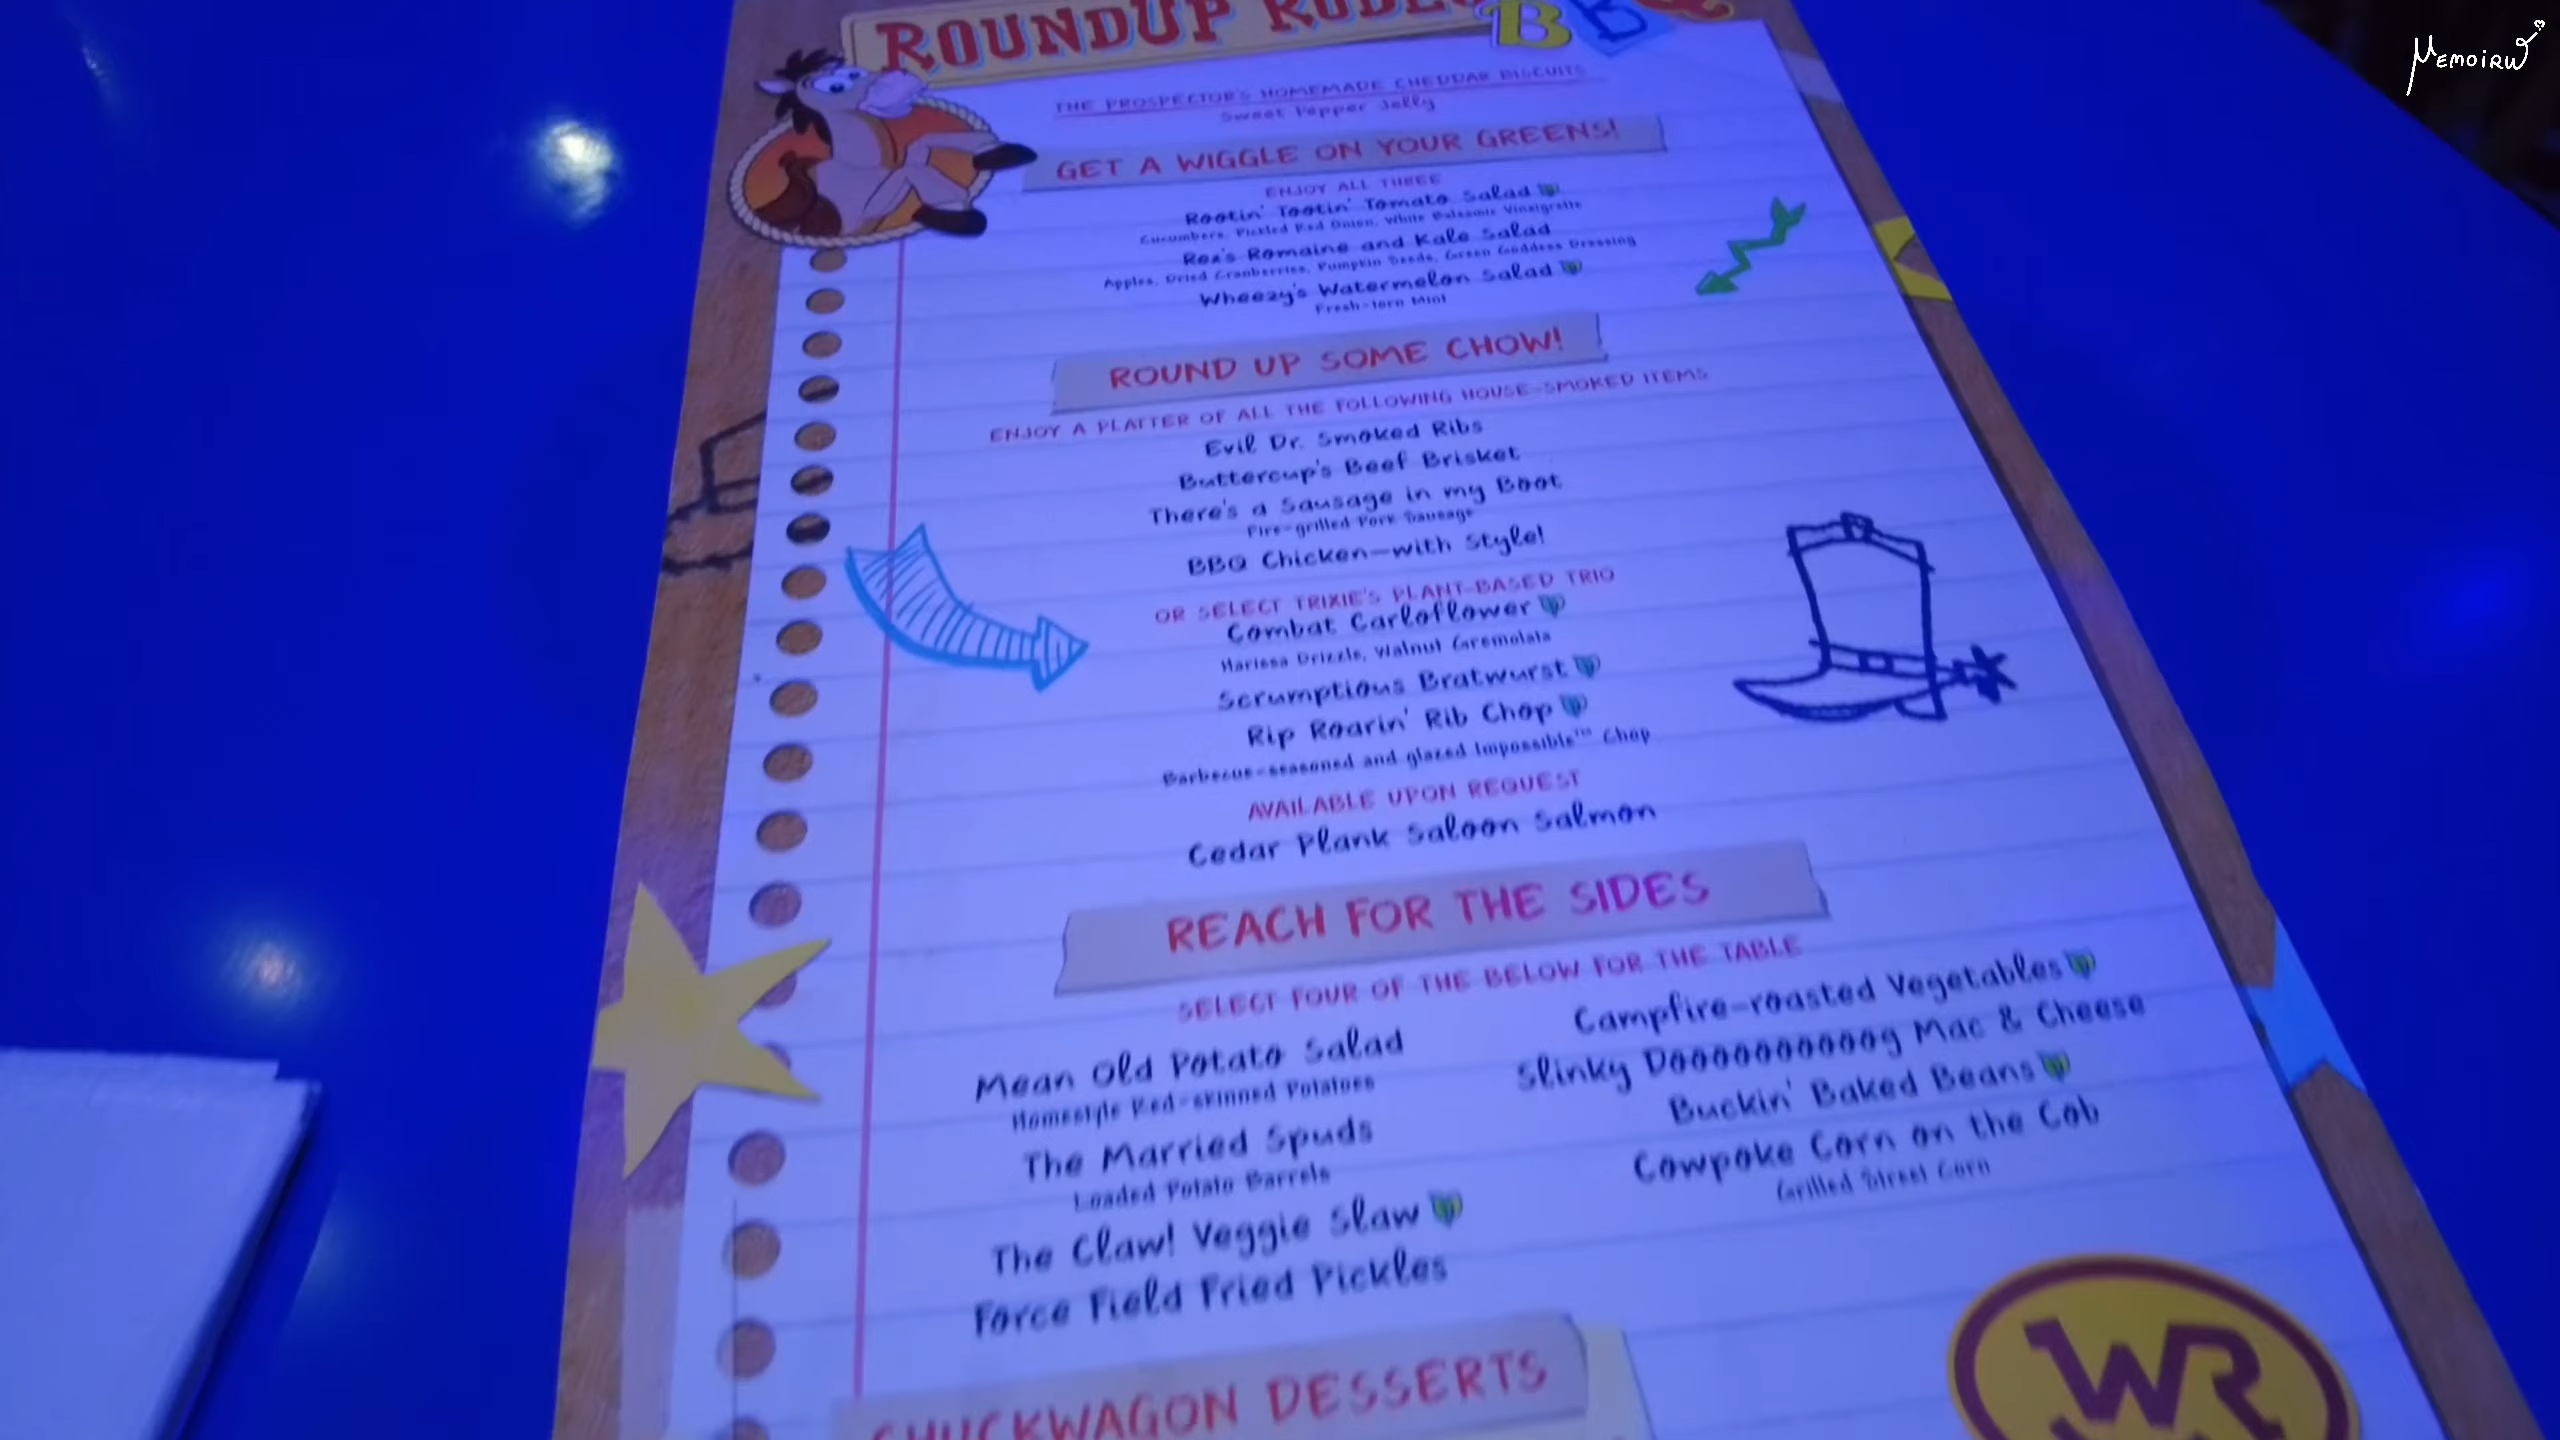 ROUNDUP RODEO BBQ
MEMOIRW
THE PROSPECTOR'S HOMEMADE CHEDDAR BISCUITS
Sweet Pepper Jelly
GET A WIGGLE ON YOUR GREENS!
ENJOY ALL THREE
Rootin' Tootin' Tomato Salad
Cucumbers, Pickled Red Onion, White Balsamic Vinaigrette
Rex's Romaine and Kale Salad
Apples, Dried Cranberries, Pumpkin Seeds, Green Goddess Dressing
Wheezy's Watermelon Salad
Fresh-torn Mint
ROUND UP SOME CHOW!
ENJOY A PLATTER OF ALL THE FOLLOWING HOUSE-SMOKED ITEMS
Evil Dr. Smoked Ribs
Buttercup's Beef Brisket
There's a Sausage in my Boot
Fire-grilled Pork Sausage
BBQ Chicken—with Style!
OR SELECT TRIXIE'S PLANT-BASED TRIO
Combat Carloflower
Harissa Drizzle, Walnut Gremolata
Scrumptious Bratwurst
Rip Roarin' Rib Chop
Barbecue-seasoned and glazed Impossible™ Chop
AVAILABLE UPON REQUEST
Cedar Plank Saloon Salmon
REACH FOR THE SIDES
SELECT FOUR OF THE BELOW FOR THE TABLE
Mean Old Potato Salad
Homestyle Red-skinned Potatoes
The Married Spuds
Loaded Potato Barrels
The Claw! Veggie Slaw
Force Field Fried Pickles
Campfire-roasted Vegetables
Slinky Doooooooooog Mac & Cheese
Buckin' Baked Beans
Cowpoke Corn on the Cob
Grilled Street Corn
CHUCKWAGON DESSERTS
WR